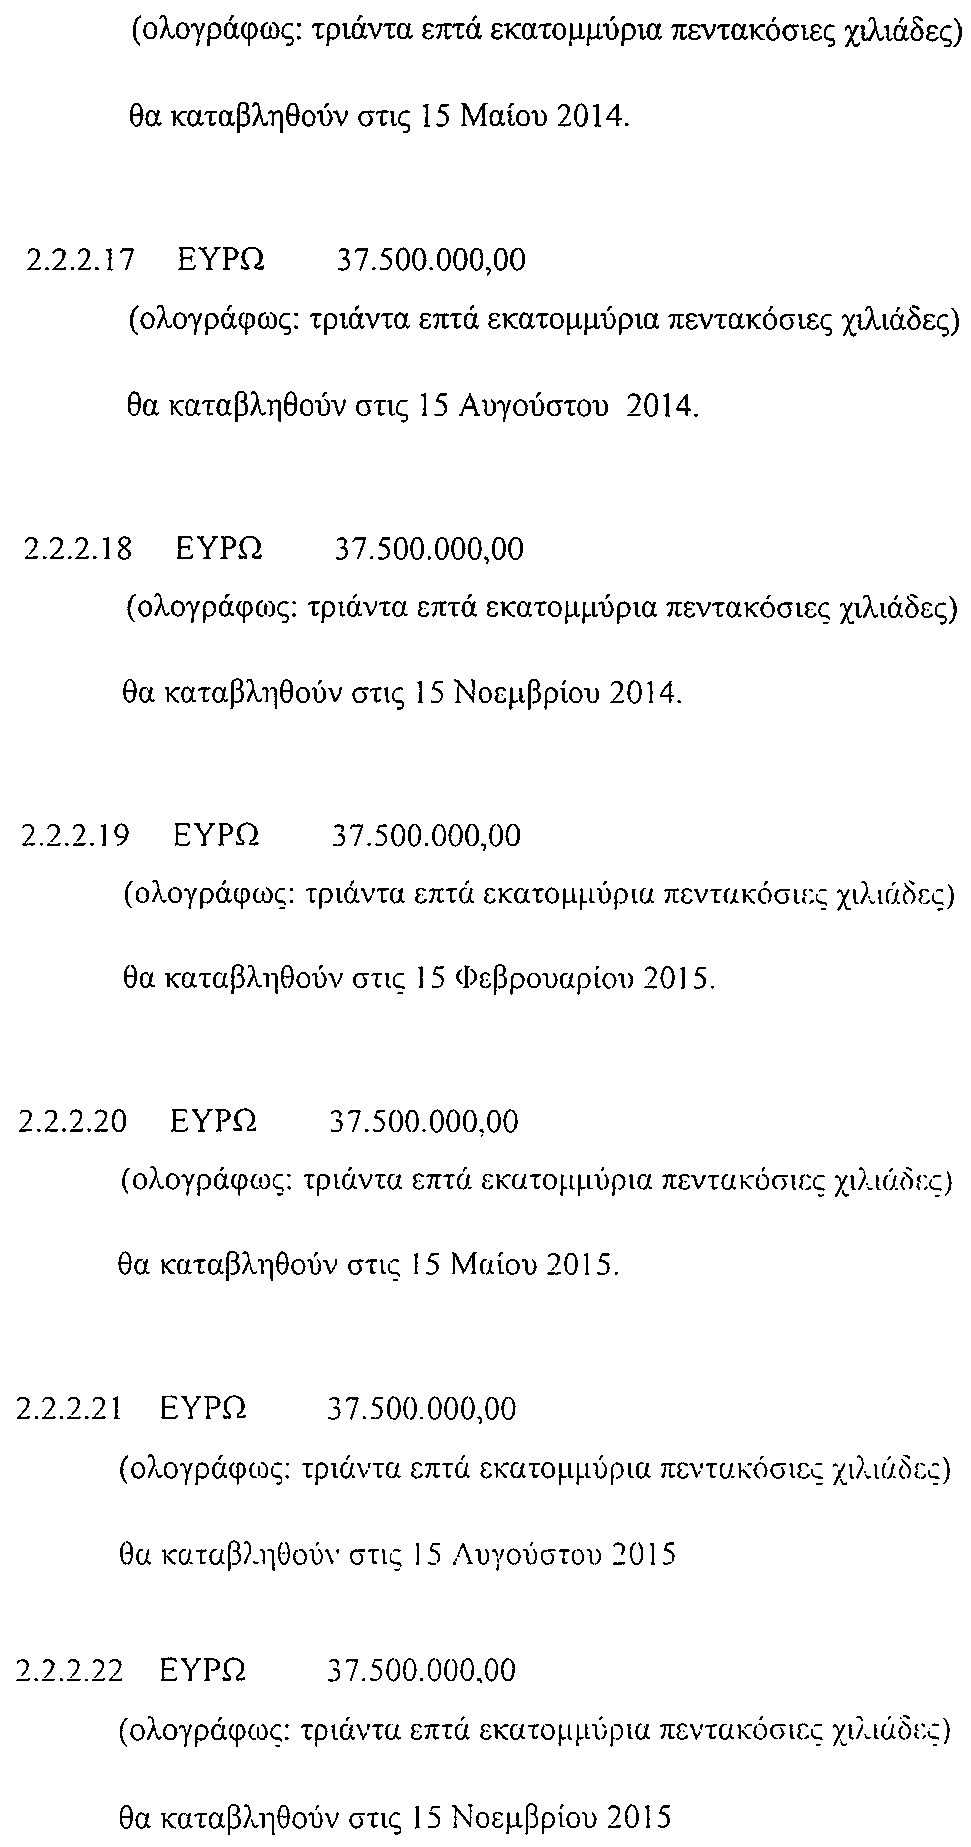 (ολογράφως: τριάντα επτά εκατομμύρια πεντακόσιες χιλιάδες)
θα καταβληθούν στις 15 Μαίου 2014.
2.2.2.17 ΕΥΡΩ 37.500.000,00
(ολογράφως: τριάντα επτά εκατομμύρια πεντακόσιες χιλιάδες)
θα καταβληθούν στις 15 Αυγούστου 2014.
2.2.2.18 ΕΥΡΩ 37.500.000,00
(ολογράφως: τριάντα επτά εκατομμύρια πεντακόσιες χιλιάδες)
θα καταβληθούν στις 15 Νοεμβρίου 2014.
2.2.2.19 ΕΥΡΩ 37.500.000,00
(ολογράφως: τριάντα επτά εκατομμύρια πεντακόσιες χιλιάδες)
θα καταβληθούν στις 15 Φεβρουαρίου 2015.
2.2.2.20 ΕΥΡΩ 37.500.000,00
(ολογράφως: τριάντα επτά εκατομμύρια πεντακόσιες χιλιάδες)
θα καταβληθούν στις 15 Μαίου 2015.
2.2.2.21 ΕΥΡΩ 37.500.000,00
(ολογράφως: τριάντα επτά εκατομμύρια πεντακόσιες χιλιάδες)
θα καταβληθούν στις 15 Αυγούστου 2015
2.2.2.22 ΕΥΡΩ 37.500.000,00
(ολογράφως: τριάντα επτά εκατομμύρια πεντακόσιες χιλιάδες)
θα καταβληθούν στις 15 Νοεμβρίου 2015